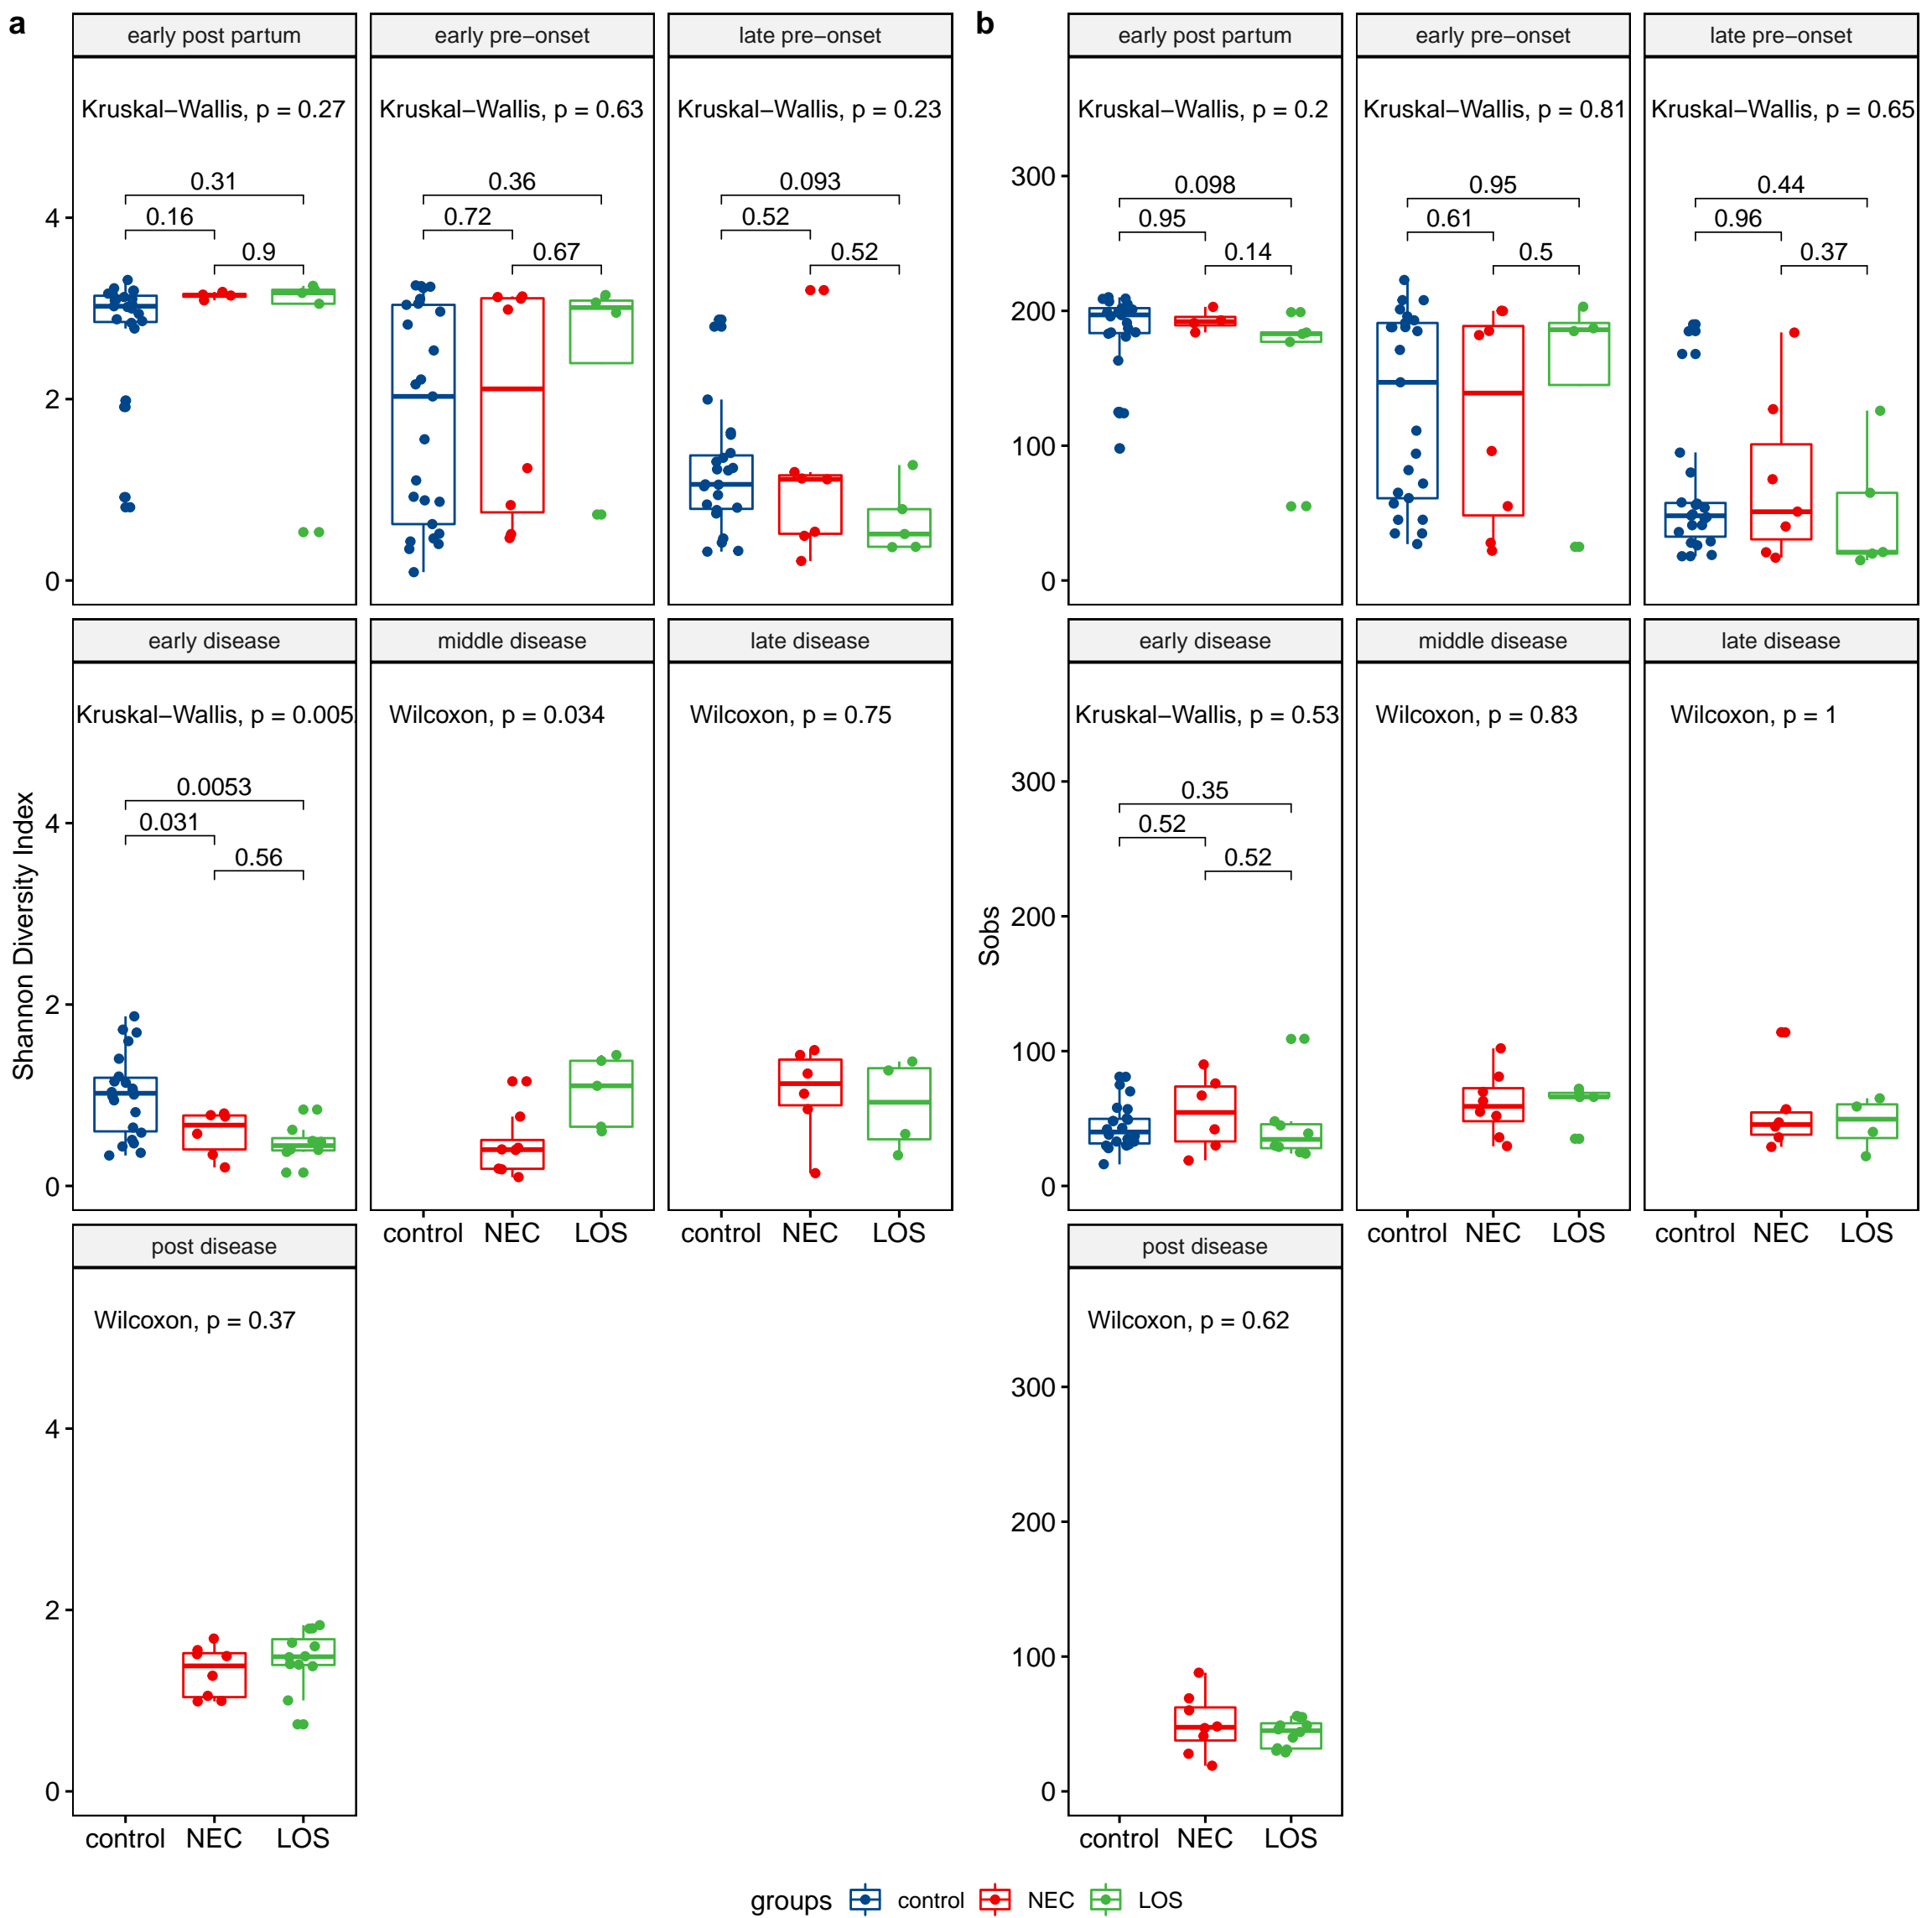 a
early post partum
early pre−onset
late pre−onset
Kruskal−Wallis, p = 0.27
Kruskal−Wallis, p = 0.63
Kruskal−Wallis, p = 0.23
0.31
0.16
0.9
0.36
0.72
0.67
0.093
0.52
0.52
4
2
0
early disease
middle disease
late disease
Kruskal−Wallis, p = 0.005
Wilcoxon, p = 0.034
Wilcoxon, p = 0.75
0.0053
0.031
0.56
4
2
0
Shannon Diversity Index
control NEC LOS
control NEC LOS
post disease
Wilcoxon, p = 0.37
4
2
0
control NEC LOS
b
early post partum
early pre−onset
late pre−onset
Kruskal−Wallis, p = 0.2
Kruskal−Wallis, p = 0.81
Kruskal−Wallis, p = 0.65
0.098
0.95
0.14
0.95
0.61
0.5
0.44
0.96
0.37
300
200
100
0
early disease
middle disease
late disease
Kruskal−Wallis, p = 0.53
Wilcoxon, p = 0.83
Wilcoxon, p = 1
0.35
0.52
0.52
300
200
100
0
Sobs
control NEC LOS
control NEC LOS
post disease
Wilcoxon, p = 0.62
300
200
100
0
control NEC LOS
groups control NEC LOS